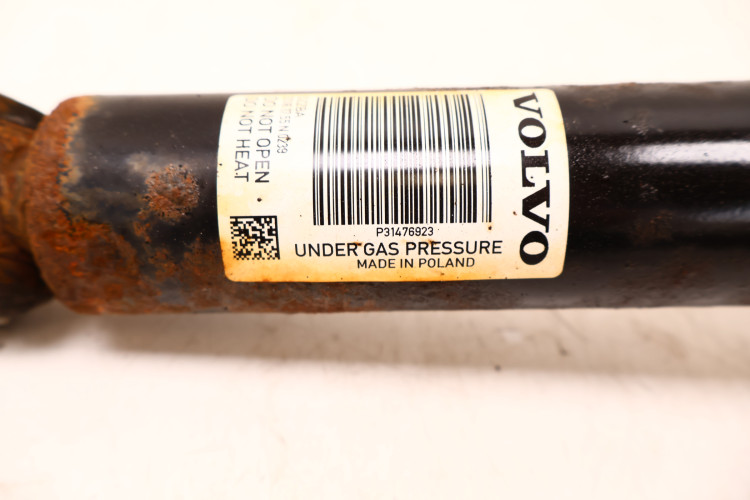 VOLVO
P31476923
UNDER GAS PRESSURE
MADE IN POLAND
DO NOT OPEN
DO NOT HEAT